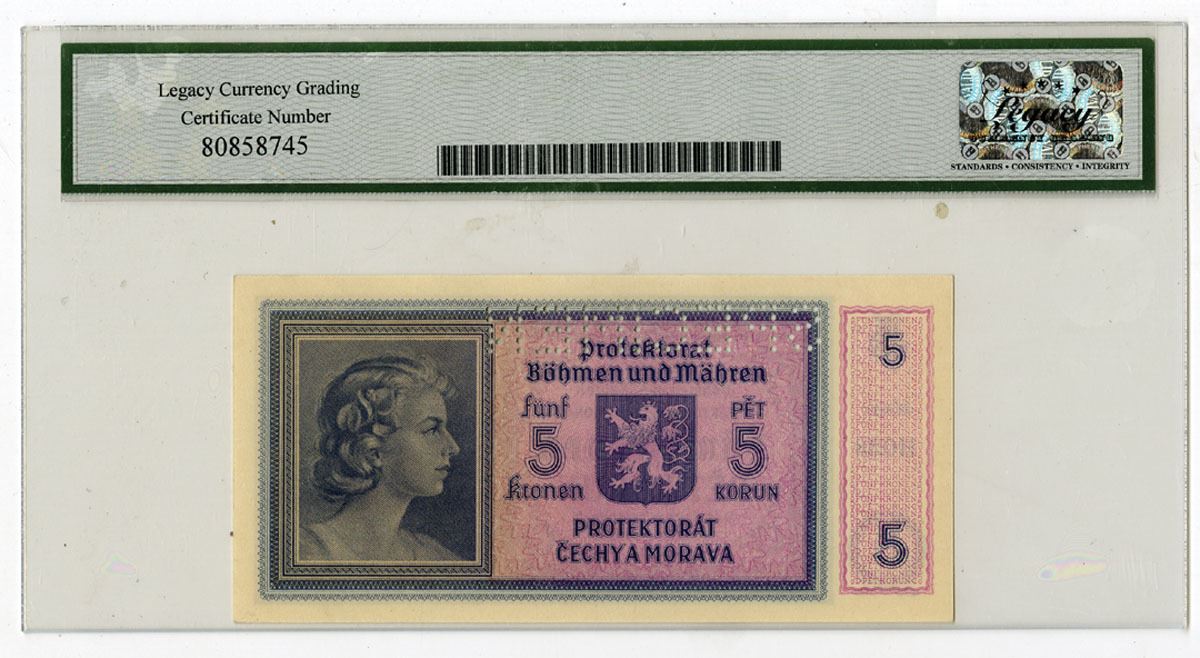 Legacy Currency Grading
Certificate Number
80858745
Legacy
STANDARDS • CONSISTENCY • INTEGRITY
Protektorat
Böhmen und Mähren
fünf
5
Kronen
PĚT
5
KORUN
PROTEKTORÁT
ČECHY A MORAVA
5
5